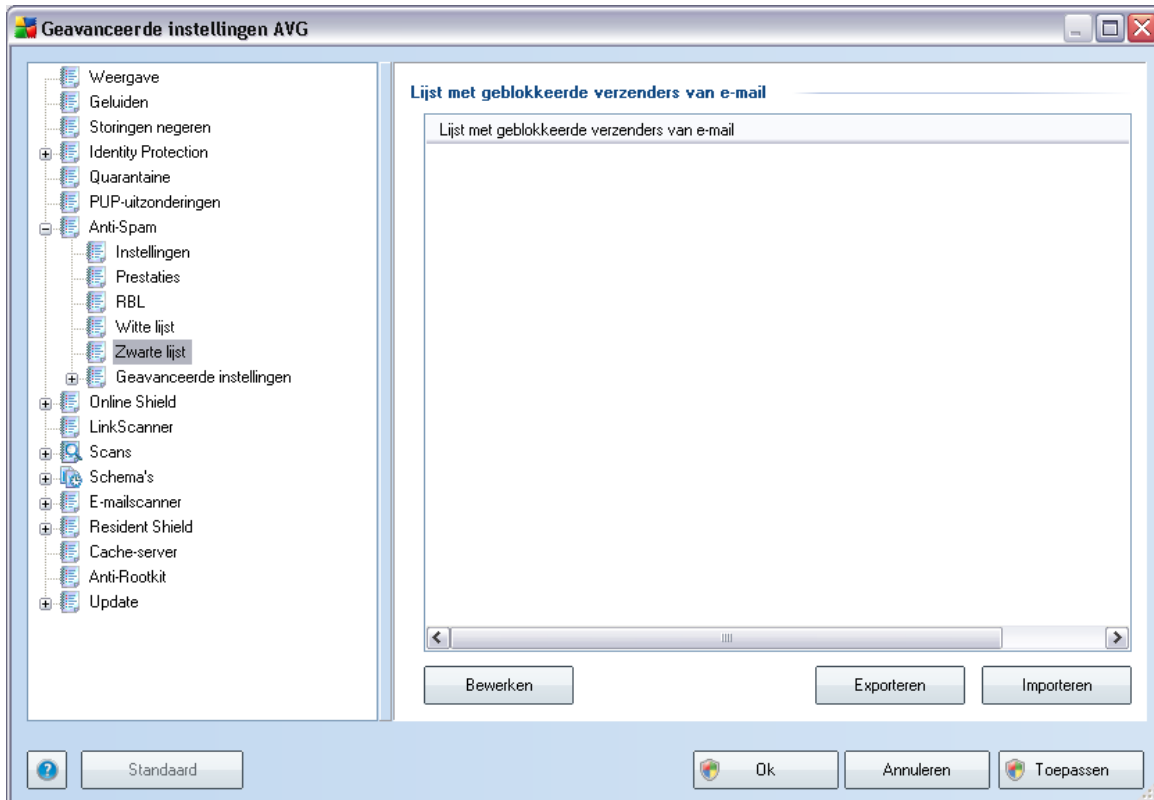 Geavanceerde instellingen AVG
Weergave
Geluiden
Storingen negeren
Identity Protection
Quarantaine
PUP-uitzonderingen
Anti-Spam
Instellingen
Prestaties
RBL
Witte lijst
Zwarte lijst
Geavanceerde instellingen
Online Shield
LinkScanner
Scans
Schema's
E-mailscanner
Resident Shield
Cache-server
Anti-Rootkit
Update
Lijst met geblokkeerde verzenders van e-mail
Lijst met geblokkeerde verzenders van e-mail
Bewerken
Exporteren
Importeren
?
Standaard
Ok
Annuleren
Toepassen